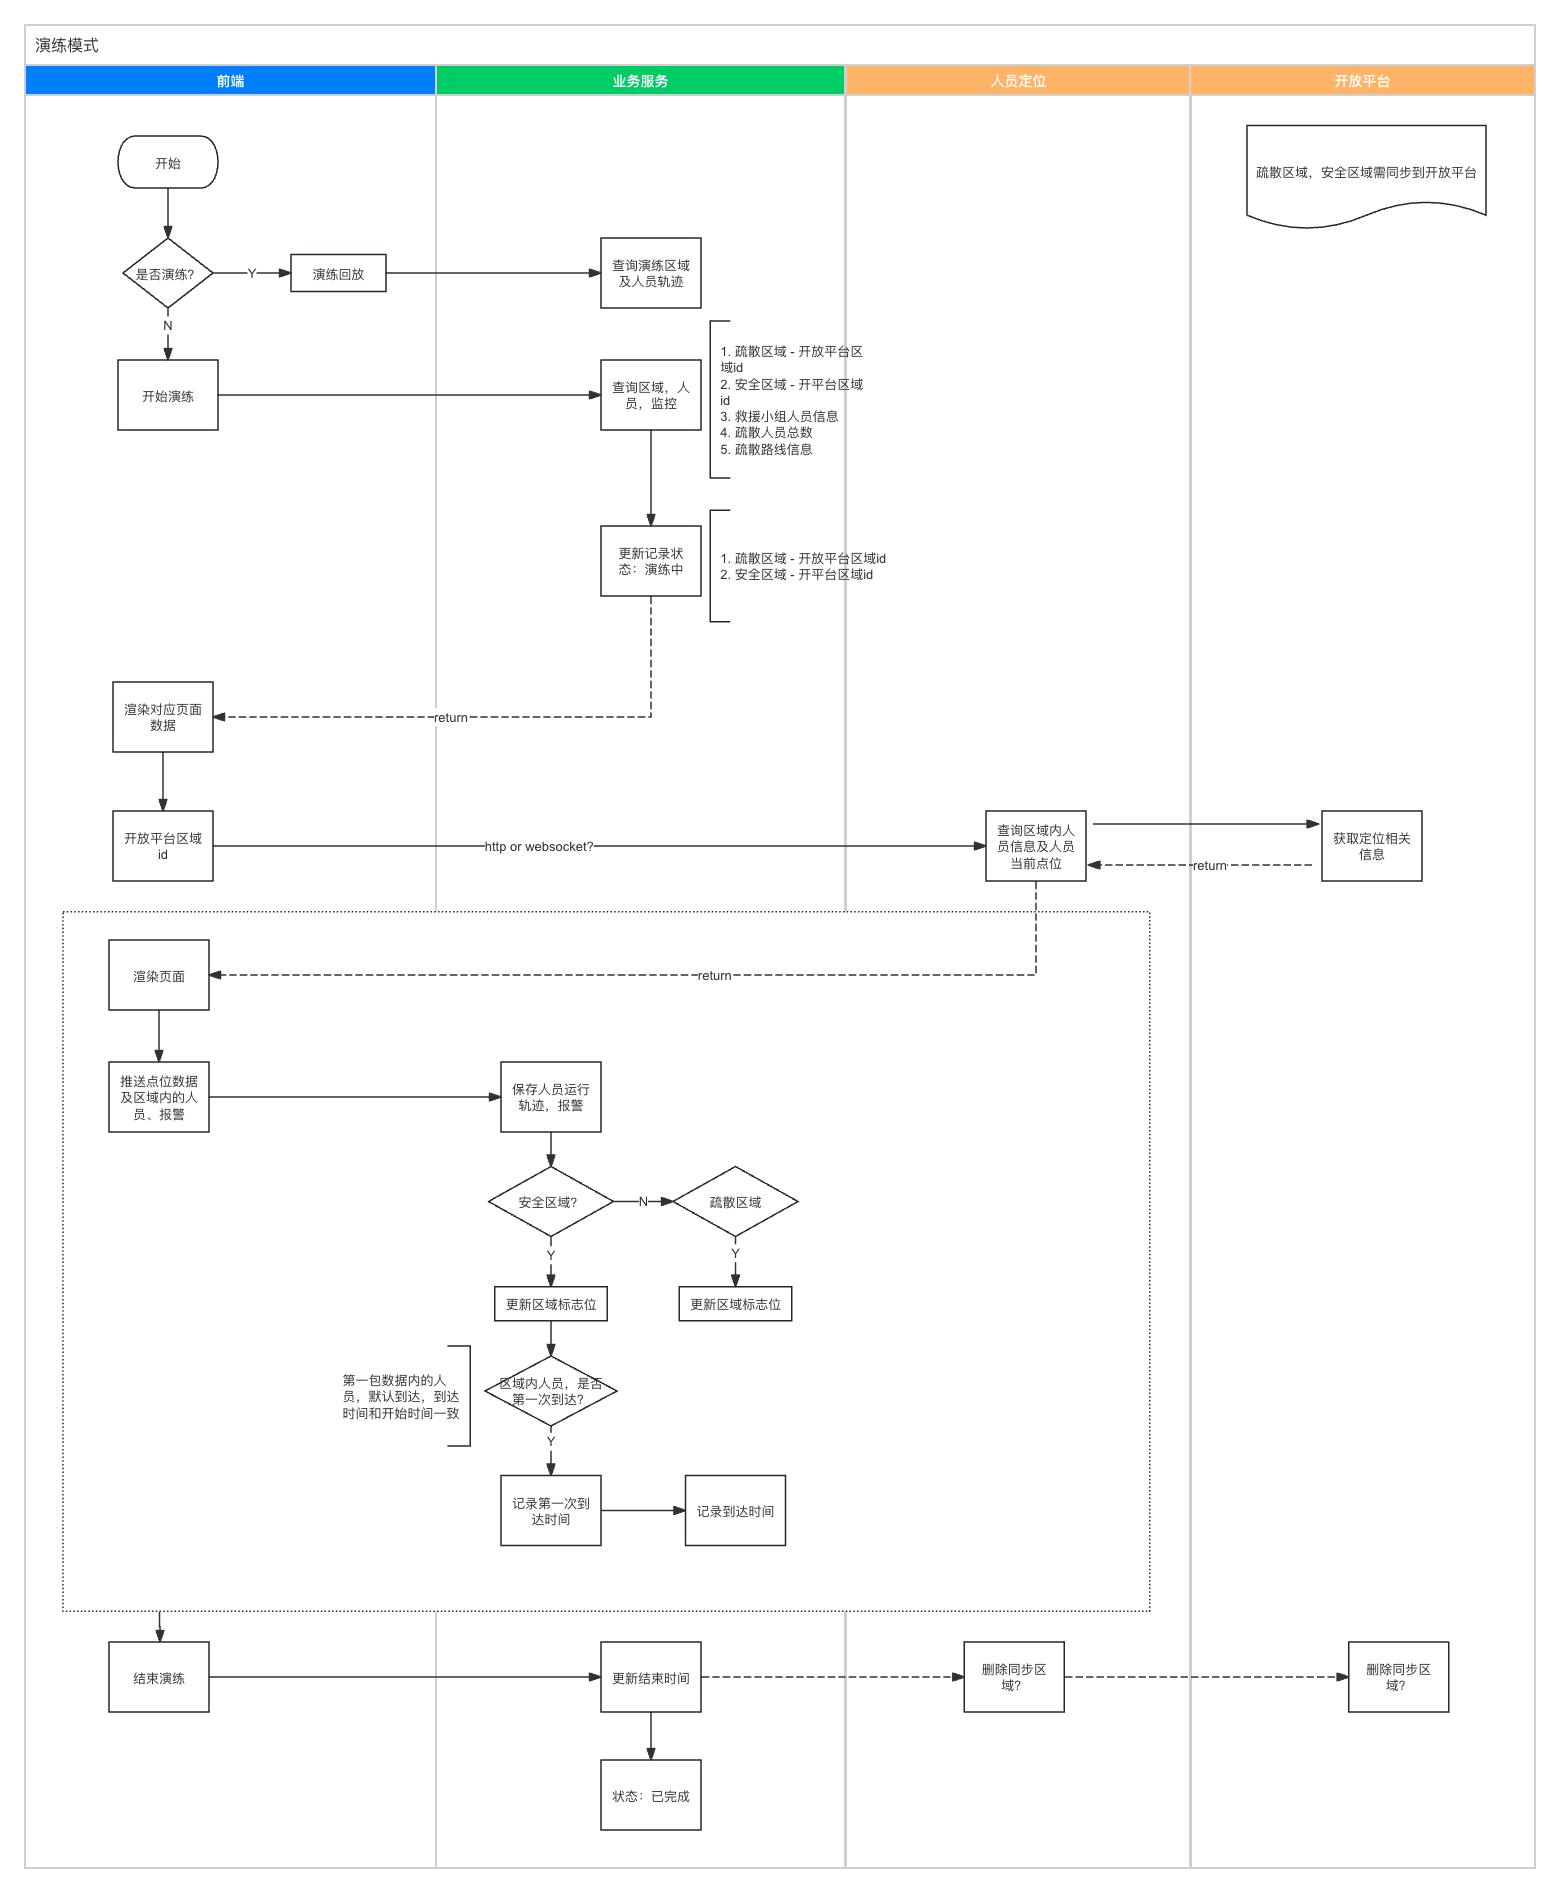 演练模式
前端
业务服务
人员定位
开放平台
开始
疏散区域，安全区域需同步到开放平台
是否演练?
Y
演练回放
查询演练区域
及人员轨迹
N
开始演练
查询区域，人
员，监控
1. 疏散区域 - 开放平台区
域id
2. 安全区域 - 开平台区域
id
3. 救援小组人员信息
4. 疏散人员总数
5. 疏散路线信息
更新记录状
态：演练中
1. 疏散区域 - 开放平台区域id
2. 安全区域 - 开平台区域id
渲染对应页面
数据
return
开放平台区域
id
http or websocket?
查询区域内人
员信息及人员
当前点位
return
获取定位相关
信息
渲染页面
return
推送点位数据
及区域内的人
员、报警
保存人员运行
轨迹，报警
安全区域?
N
疏散区域
Y
Y
更新区域标志位
更新区域标志位
第一包数据内的人
员，默认到达，到达
时间和开始时间一致
区域内人员，是否
第一次到达?
Y
记录第一次到
达时间
记录到达时间
结束演练
更新结束时间
删除同步区
域?
删除同步区
域?
状态：已完成